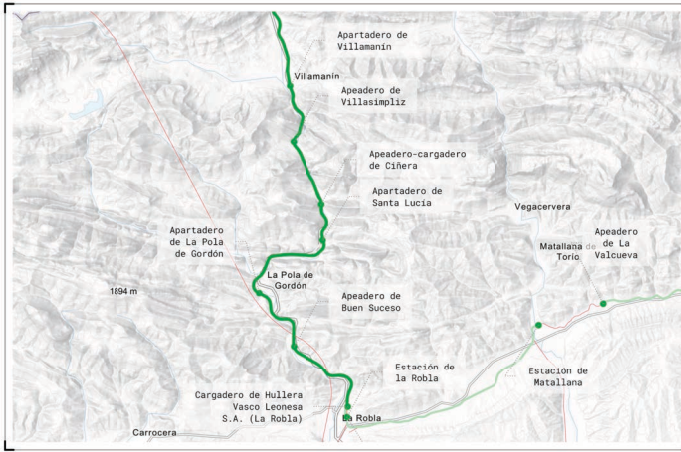 Apartadero de
Villamanín
Vilamanín
Apeadero de
Villasimpliz
Apeadero-cargadero
de Ciñera
Apartadero de
Santa Lucía
Vegacervera
Apartadero
de La Pola
de Gordón
Apeadero
de La
Valcueva
Matallana de
Torío
La Pola de
Gordón
1894 m
Apeadero de
Buen Suceso
Estación de
la Robla
Estación de
Matallana
Cargadero de Hullera
Vasco Leonesa
S.A. (La Robla)
La Robla
Carrocera